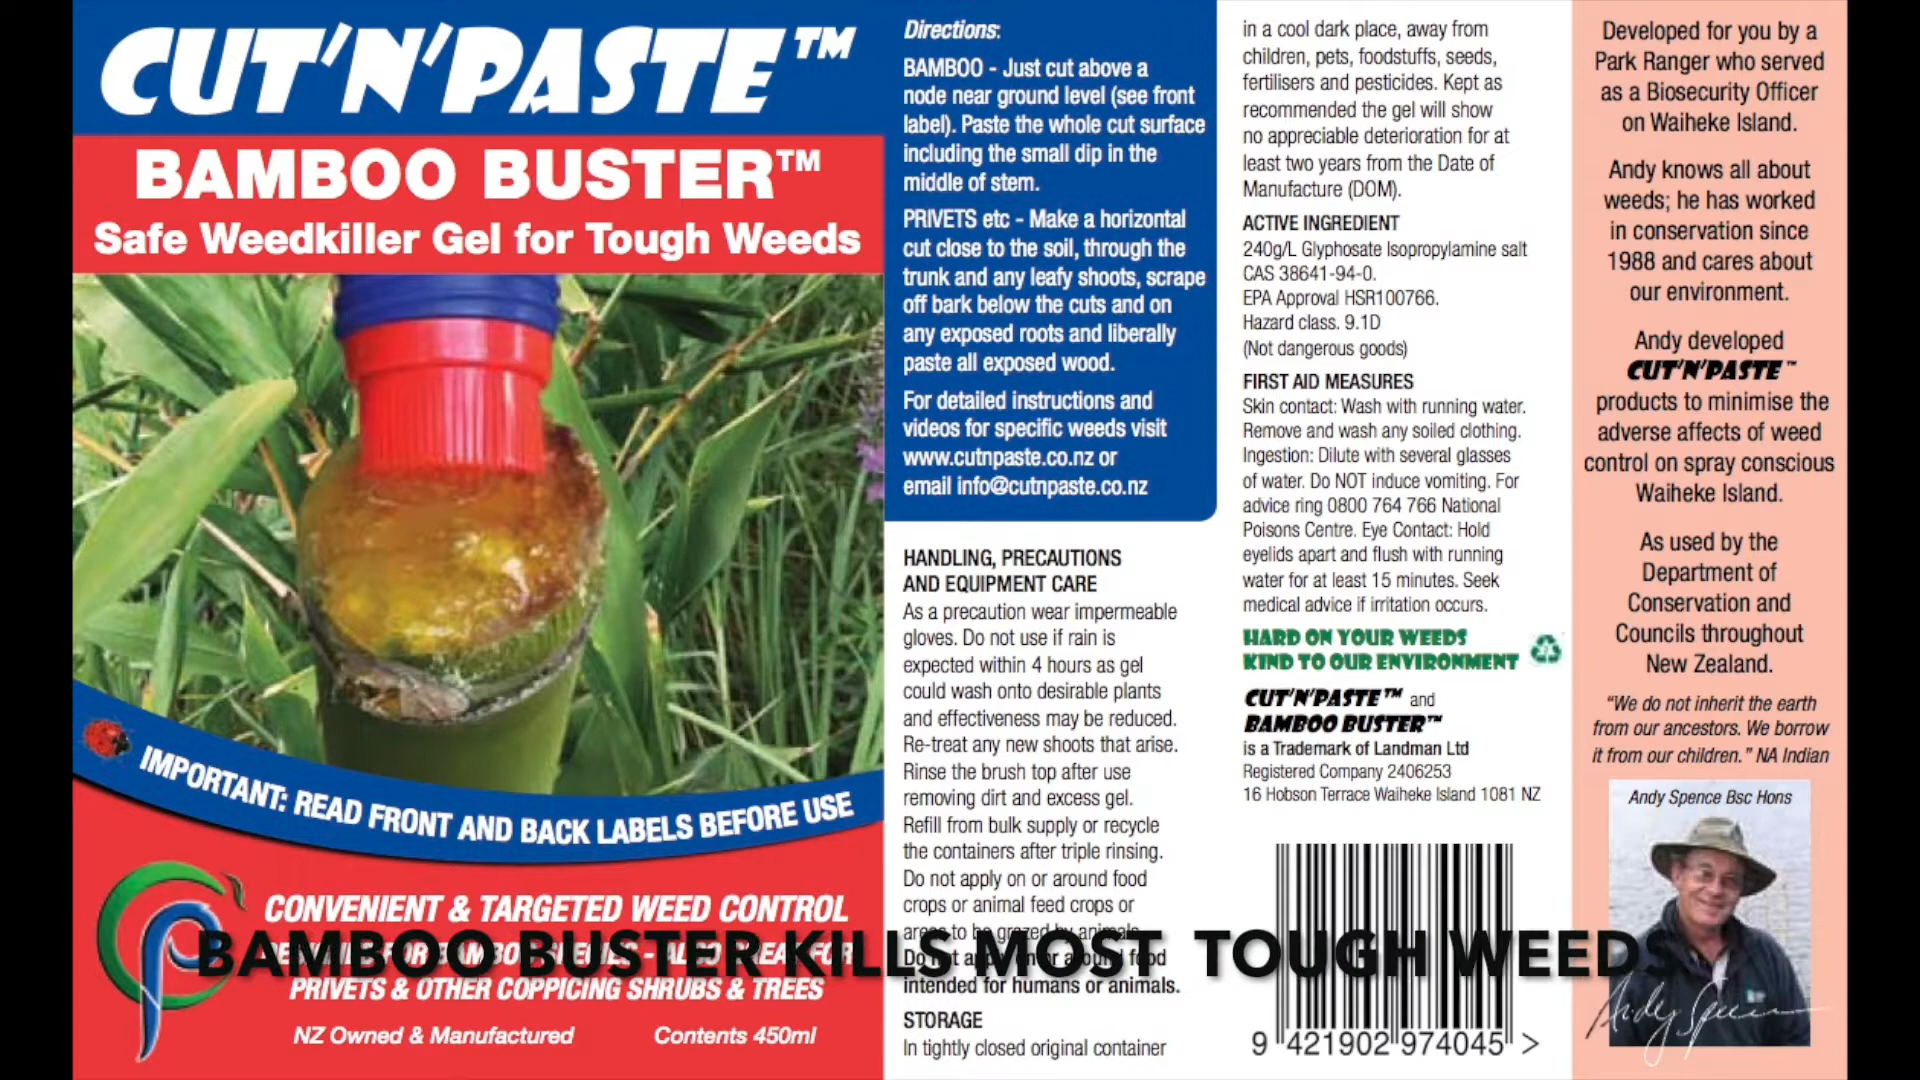 CUT'N'PASTE™
BAMBOO BUSTER™
Safe Weedkiller Gel for Tough Weeds
IMPORTANT: READ FRONT AND BACK LABELS BEFORE USE
CONVENIENT & TARGETED WEED CONTROL
PRIVETS & OTHER COPPICING SHRUBS & TREES
NZ Owned & Manufactured Contents 450ml
Directions:
BAMBOO - Just cut above a
node near ground level (see front
label). Paste the whole cut surface
including the small dip in the
middle of stem.
PRIVETS etc - Make a horizontal
cut close to the soil, through the
trunk and any leafy shoots, scrape
off bark below the cuts and on
any exposed roots and liberally
paste all exposed wood.
For detailed instructions and
videos for specific weeds visit
www.cutnpaste.co.nz or
email info@cutnpaste.co.nz
HANDLING, PRECAUTIONS
AND EQUIPMENT CARE
As a precaution wear impermeable
gloves. Do not use if rain is
expected within 4 hours as gel
could wash onto desirable plants
and effectiveness may be reduced.
Re-treat any new shoots that arise.
Rinse the brush top after use
removing dirt and excess gel.
Refill from bulk supply or recycle
the containers after triple rinsing.
Do not apply on or around food
crops or animal feed crops or
areas to be grazed by animals.
Do not apply on or around food
intended for humans or animals.
STORAGE
In tightly closed original container
in a cool dark place, away from
children, pets, foodstuffs, seeds,
fertilisers and pesticides. Kept as
recommended the gel will show
no appreciable deterioration for at
least two years from the Date of
Manufacture (DOM).
ACTIVE INGREDIENT
240g/L Glyphosate Isopropylamine salt
CAS 38641-94-0.
EPA Approval HSR100766.
Hazard class. 9.1D
(Not dangerous goods)
FIRST AID MEASURES
Skin contact: Wash with running water.
Remove and wash any soiled clothing.
Ingestion: Dilute with several glasses
of water. Do NOT induce vomiting. For
advice ring 0800 764 766 National
Poisons Centre. Eye Contact: Hold
eyelids apart and flush with running
water for at least 15 minutes. Seek
medical advice if irritation occurs.
HARD ON YOUR WEEDS
KIND TO OUR ENVIRONMENT
CUT'N'PASTE™ and
BAMBOO BUSTER™
is a Trademark of Landman Ltd
Registered Company 2406253
16 Hobson Terrace Waiheke Island 1081 NZ
9 421902 974045 >
Developed for you by a
Park Ranger who served
as a Biosecurity Officer
on Waiheke Island.
Andy knows all about
weeds; he has worked
in conservation since
1988 and cares about
our environment.
Andy developed
CUT'N'PASTE™
products to minimise the
adverse affects of weed
control on spray conscious
Waiheke Island.
As used by the
Department of
Conservation and
Councils throughout
New Zealand.
"We do not inherit the earth
from our ancestors. We borrow
it from our children." NA Indian
Andy Spence Bsc Hons
Andy Spence
BAMBOO BUSTER KILLS MOST TOUGH WEEDS